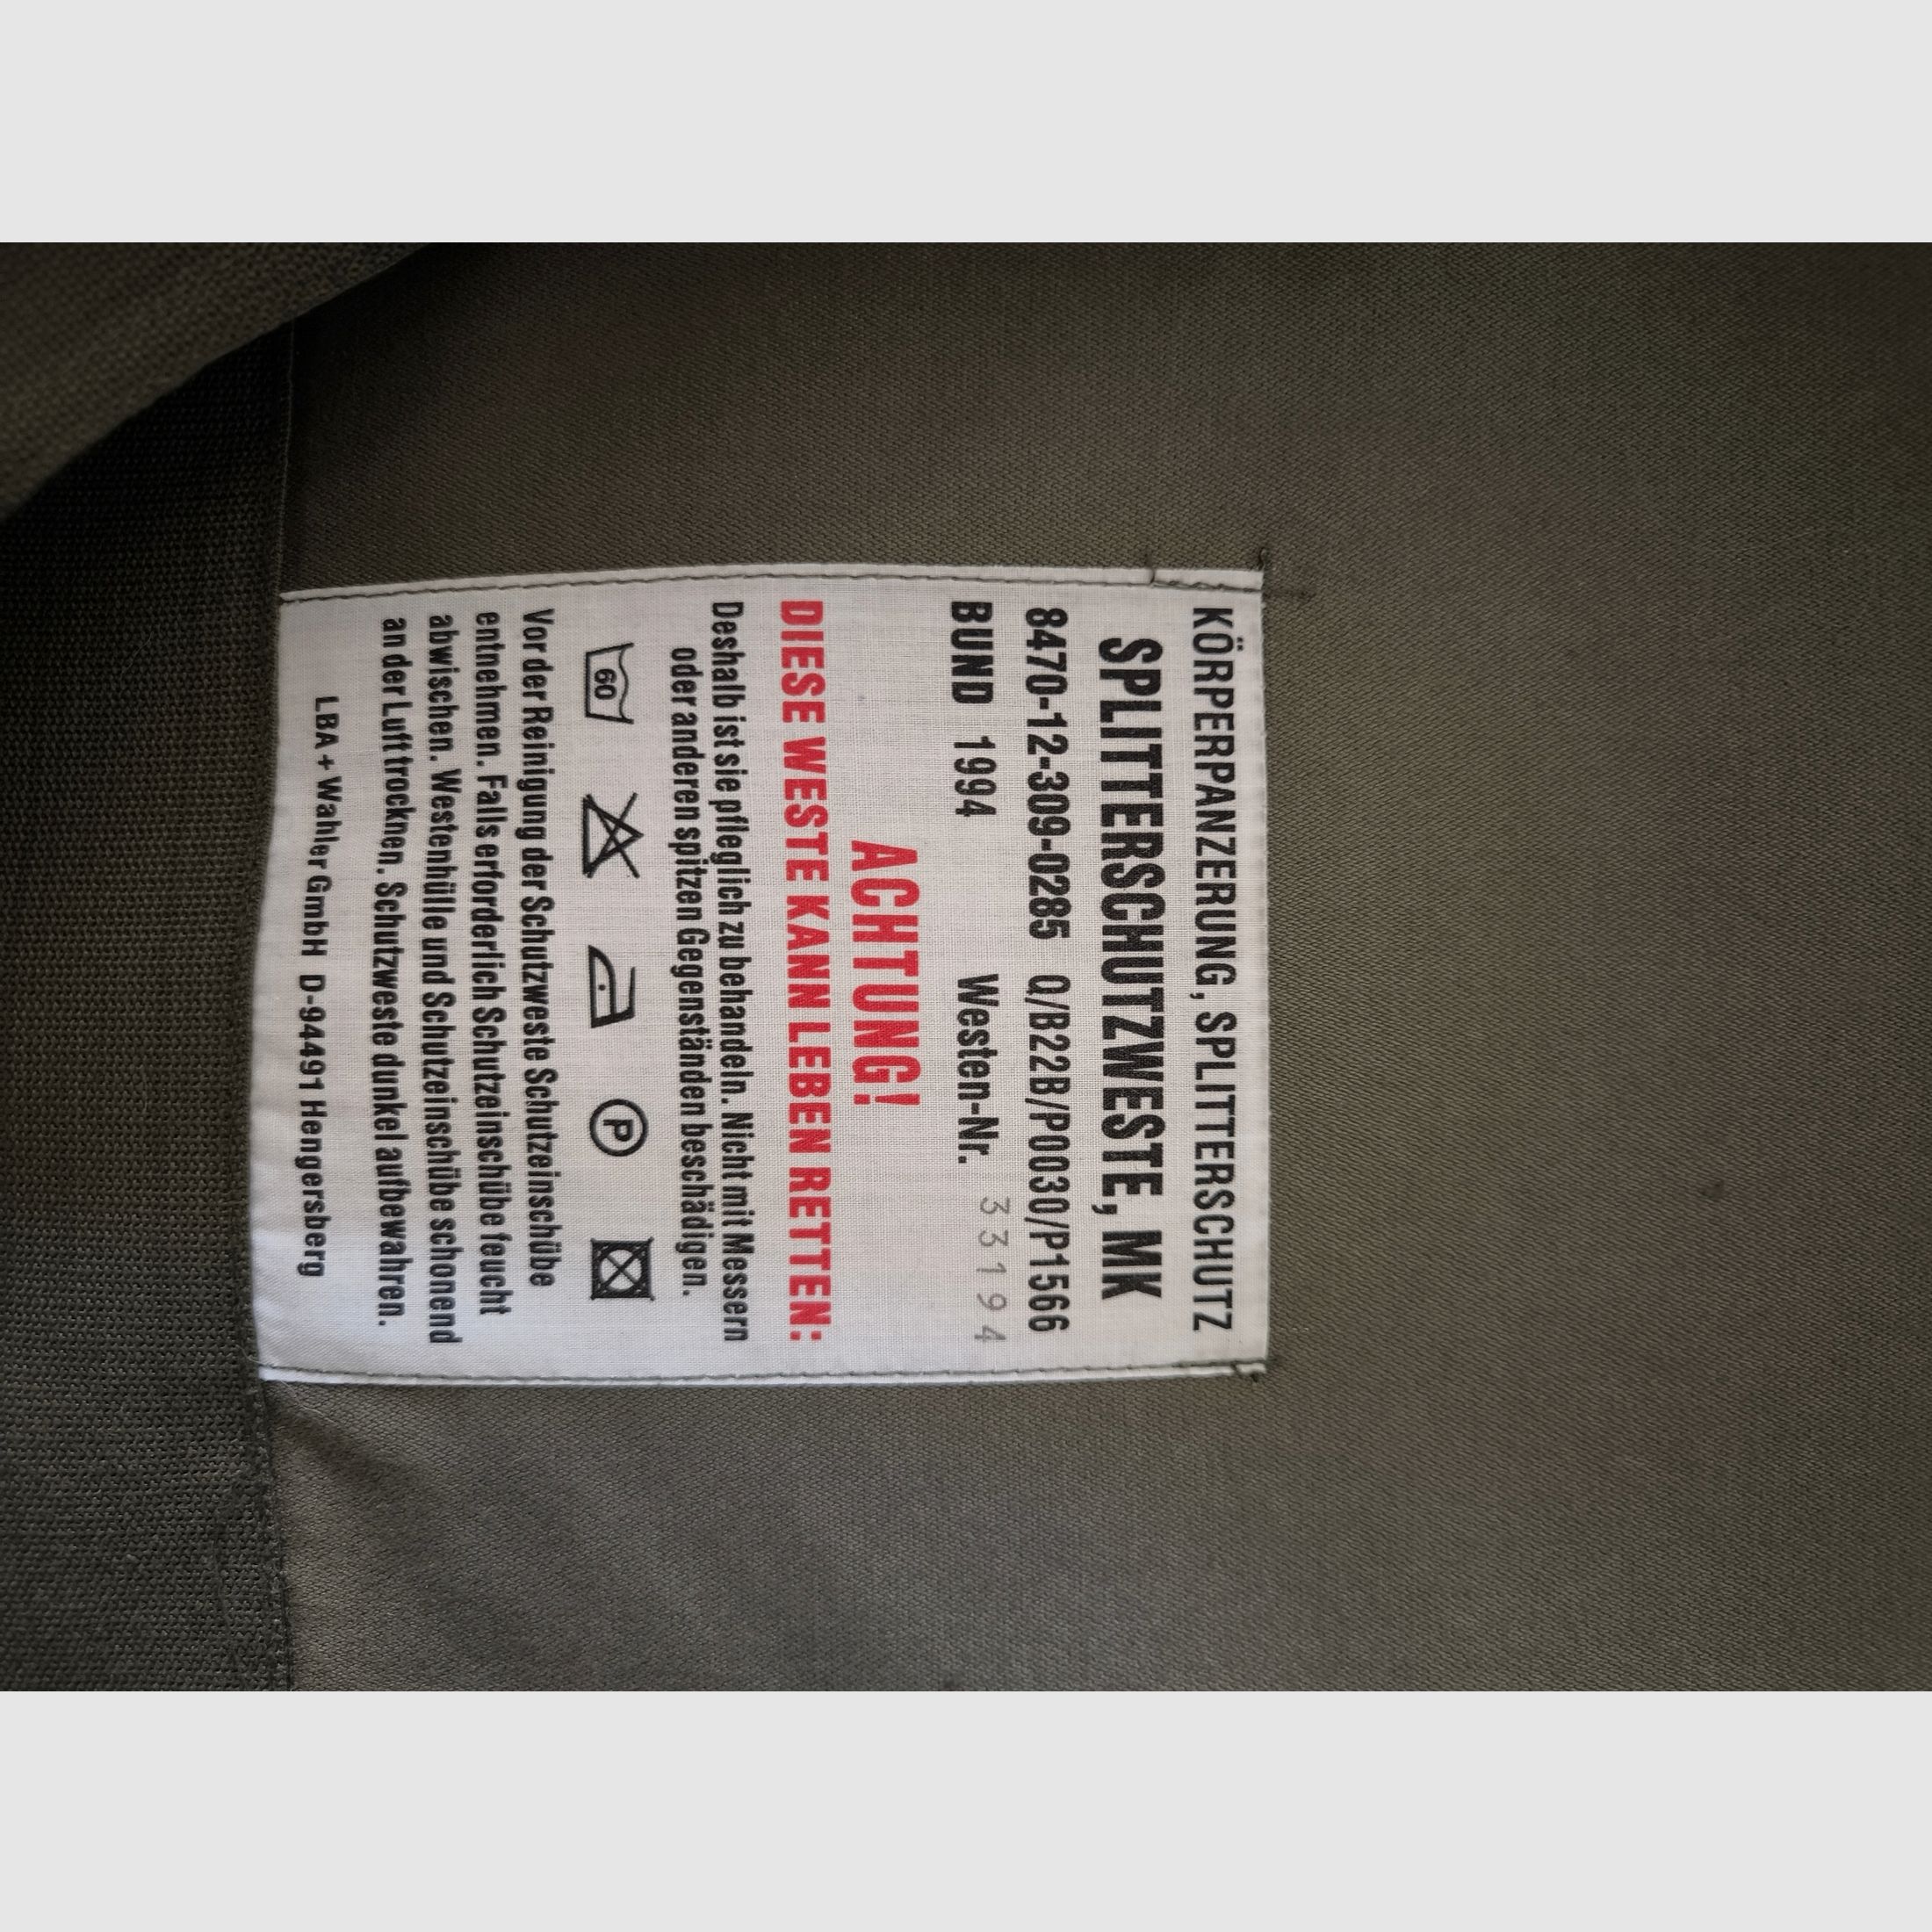 KÖRPERPANZERUNG, SPLITTERSCHUTZ
SPLITTERSCHUTZWESTE, MK
8470-12-309-0285 Q/B22B/P0030/P1566
BUND 1994 Westen-Nr. 33194
ACHTUNG!
DIESE WESTE KANN LEBEN RETTEN:
Deshalb ist sie pfleglich zu behandeln. Nicht mit Messern
oder anderen spitzen Gegenständen beschädigen.
60 P
Vor der Reinigung der Schutzweste Schutzeinschübe
entnehmen. Falls erforderlich Schutzeinschübe feucht
abwischen. Westenhülle und Schutzeinschübe schonend
an der Luft trocknen. Schutzweste dunkel aufbewahren.
LBA + Wahler GmbH D-94491 Hengersberg